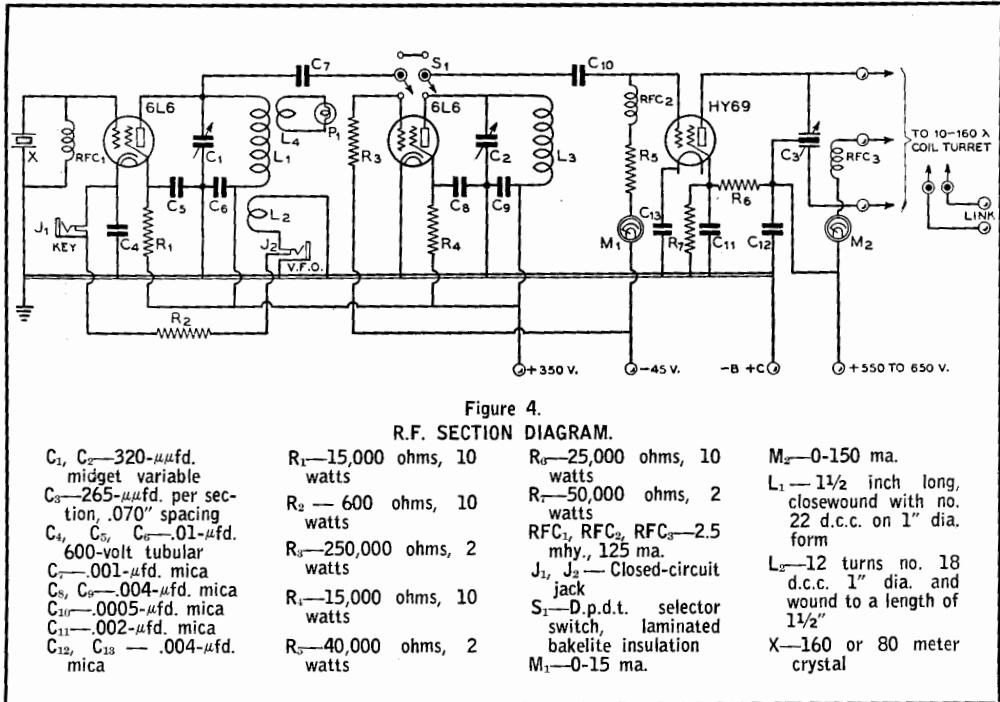 C7
S1
C10
6L6
6L6
HY69
RFC2
X
RFC1
C1
L1
L4
P1
R3
C2
L3
R5
C3
RFC3
TO 10-160 λ
COIL TURRET
C5
C6
C8
C9
C13
R6
LINK
J1
KEY
C4
R1
L2
J2
V.F.O.
R4
M1
R7
C11
C12
M2
R2
+350 V.
-45 V.
-B +C
+550 TO 650 V.
Figure 4.
R.F. SECTION DIAGRAM.
C₁, C₂—320-μμfd.
midget variable
C₃—265-μμfd. per sec-
tion, .070" spacing
C₄, C₅, C₆—.01-μfd.
600-volt tubular
C₇—.001-μfd. mica
C₈, C₉—.004-μfd. mica
C₁₀—.0005-μfd. mica
C₁₁—.002-μfd. mica
C₁₂, C₁₃ — .004-μfd.
mica
R₁—15,000 ohms, 10
watts
R₂ — 600 ohms, 10
watts
R₃—250,000 ohms, 2
watts
R₄—15,000 ohms, 10
watts
R₅—40,000 ohms, 2
watts
R₆—25,000 ohms, 10
watts
R₇—50,000 ohms, 2
watts
RFC₁, RFC₂, RFC₃—2.5
mhy., 125 ma.
J₁, J₂ — Closed-circuit
jack
S₁—D.p.d.t. selector
switch, laminated
bakelite insulation
M₁—0-15 ma.
M₂—0-150 ma.
L₁ — 1½ inch long,
closewound with no.
22 d.c.c. on 1" dia.
form
L₂—12 turns no. 18
d.c.c. 1" dia. and
wound to a length of
1½"
X—160 or 80 meter
crystal